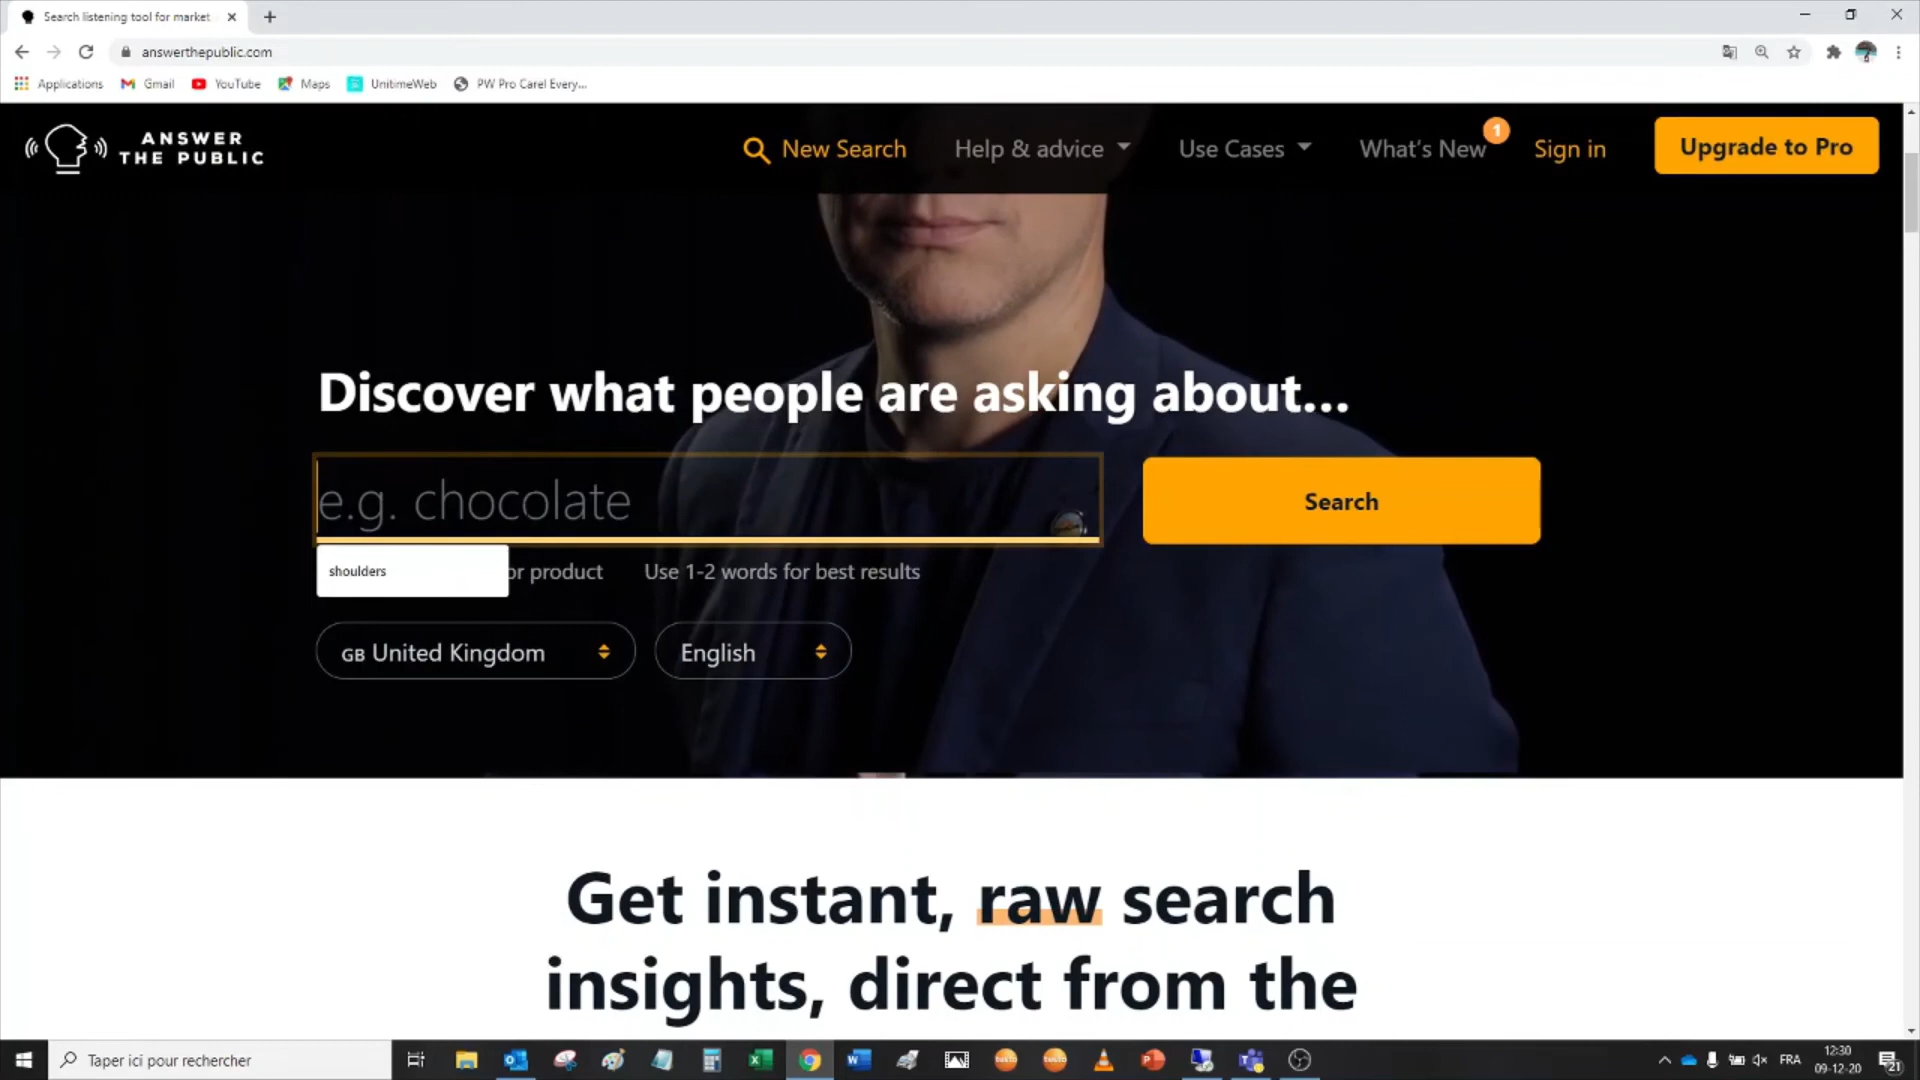 Search listening tool for market
answerthepublic.com
Applications Gmail YouTube Maps UnitimeWeb PW Pro Carel Every...
ANSWER
THE PUBLIC
New Search Help & advice Use Cases What's New 1 Sign in Upgrade to Pro
Discover what people are asking about...
e.g. chocolate Search
shoulders or product Use 1-2 words for best results
GB United Kingdom English
Get instant, raw search
insights, direct from the
Taper ici pour rechercher FRA 12:30
09-12-20 21